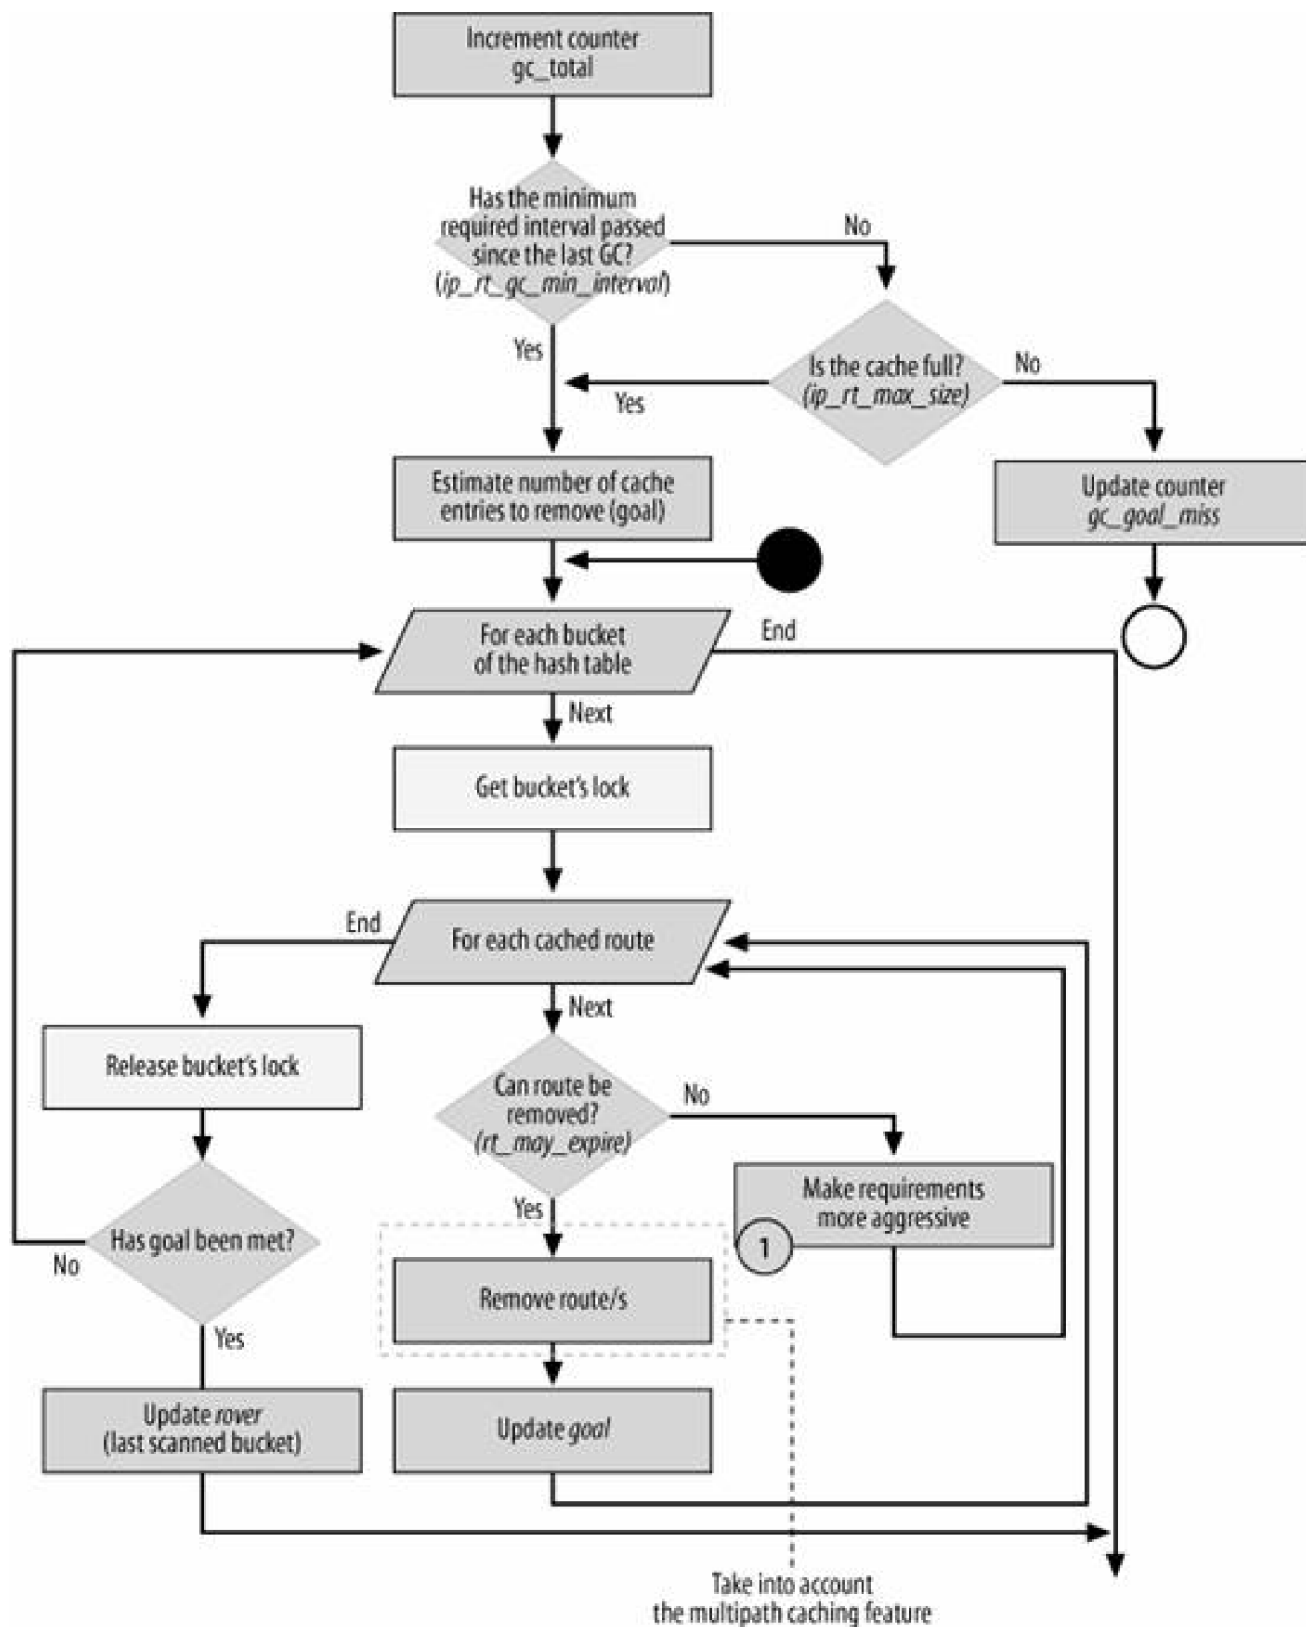 Increment counter
gc_total
Has the minimum
required interval passed
since the last GC?
(ip_rt_gc_min_interval)
No
Yes
Is the cache full?
(ip_rt_max_size)
No
Yes
Estimate number of cache
entries to remove (goal)
Update counter
gc_goal_miss
For each bucket
of the hash table
End
Next
Get bucket's lock
End
For each cached route
Next
Release bucket's lock
Can route be
removed?
(rt_may_expire)
No
Make requirements
more aggressive
1
Yes
Has goal been met?
No
Remove route/s
Yes
Update rover
(last scanned bucket)
Update goal
Take into account
the multipath caching feature